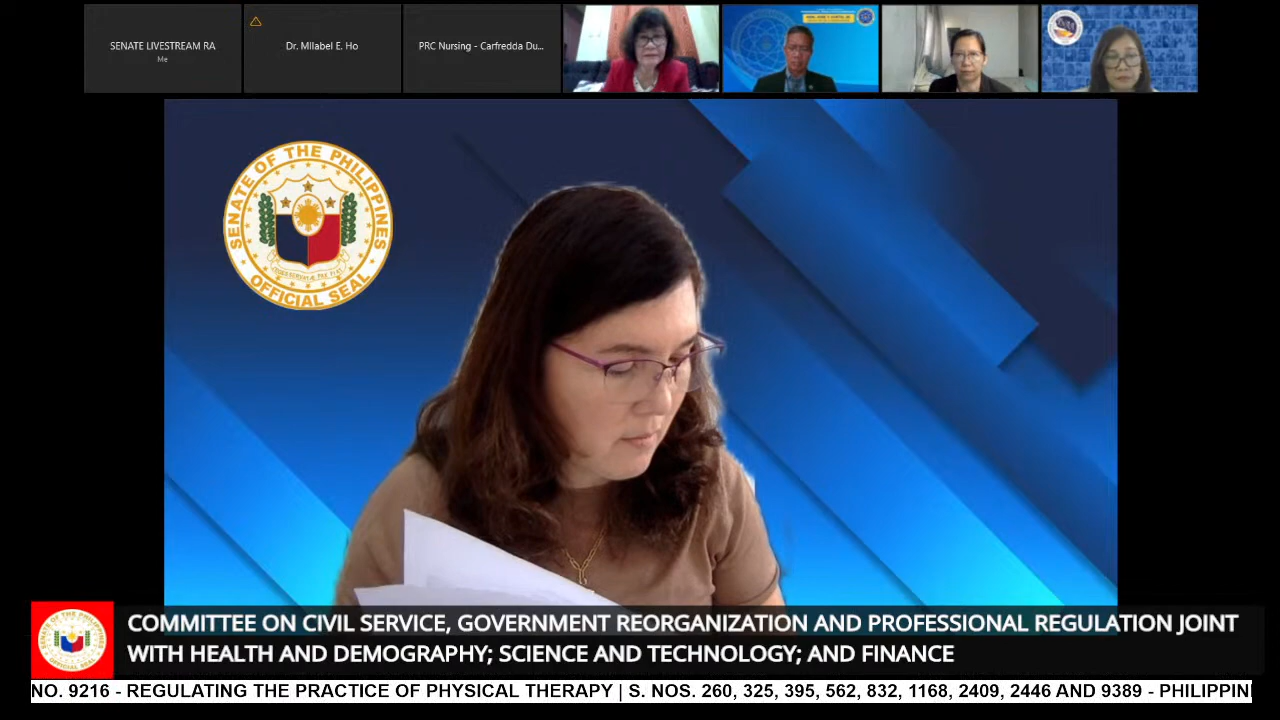 SENATE LIVESTREAM RA
Me
Dr. Milabel E. Ho
PRC Nursing - Carfredda Du...
SENATE OF THE PHILIPPINES
OFFICIAL SEAL
COMMITTEE ON CIVIL SERVICE, GOVERNMENT REORGANIZATION AND PROFESSIONAL REGULATION JOINT
WITH HEALTH AND DEMOGRAPHY; SCIENCE AND TECHNOLOGY; AND FINANCE
NO. 9216 - REGULATING THE PRACTICE OF PHYSICAL THERAPY | S. NOS. 260, 325, 395, 562, 832, 1168, 2409, 2446 AND 9389 - PHILIPPIN